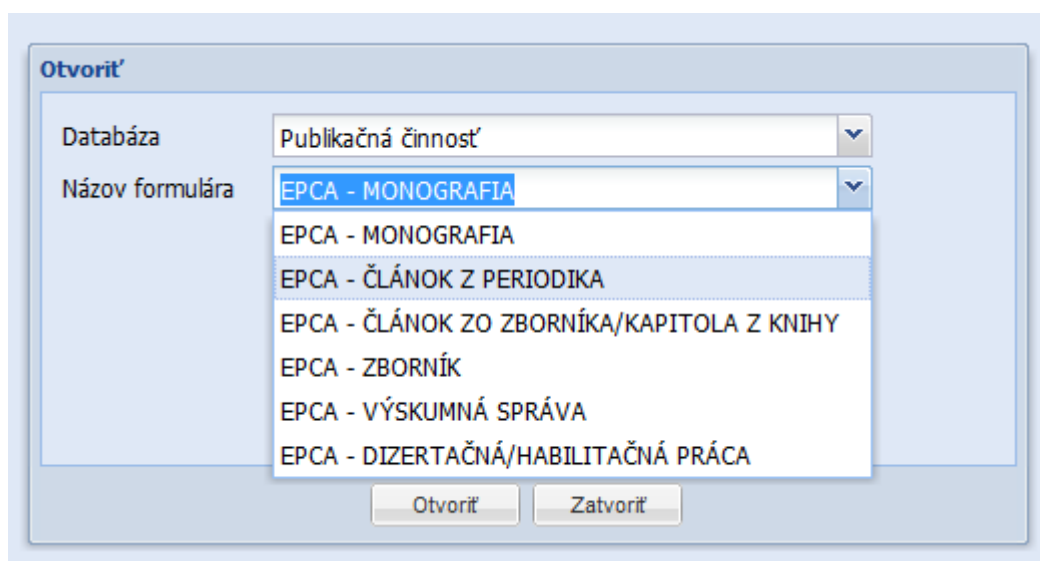 Otvoriť
Databáza
Publikačná činnosť
Názov formulára
EPCA - MONOGRAFIA
EPCA - MONOGRAFIA
EPCA - ČLÁNOK Z PERIODIKA
EPCA - ČLÁNOK ZO ZBORNÍKA/KAPITOLA Z KNIHY
EPCA - ZBORNÍK
EPCA - VÝSKUMNÁ SPRÁVA
EPCA - DIZERTAČNÁ/HABILITAČNÁ PRÁCA
Otvoriť
Zatvoriť